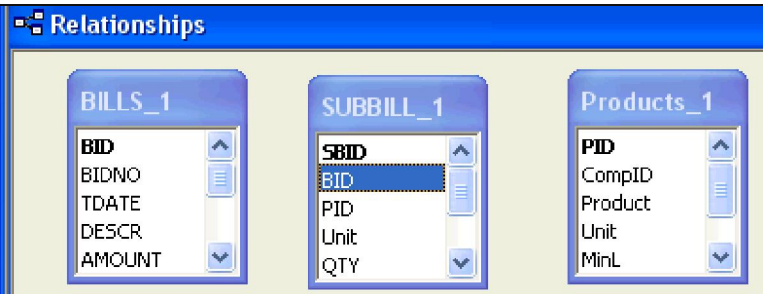 Relationships
BILLS_1
BID
BIDNO
TDATE
DESCR
AMOUNT
SUBBILL_1
SBID
BID
PID
Unit
QTY
Products_1
PID
CompID
Product
Unit
MinL